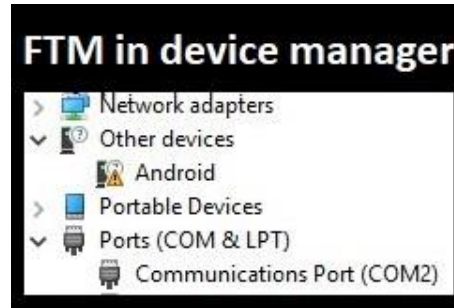 FTM in device manager
Network adapters
Other devices
Android
Portable Devices
Ports (COM & LPT)
Communications Port (COM2)